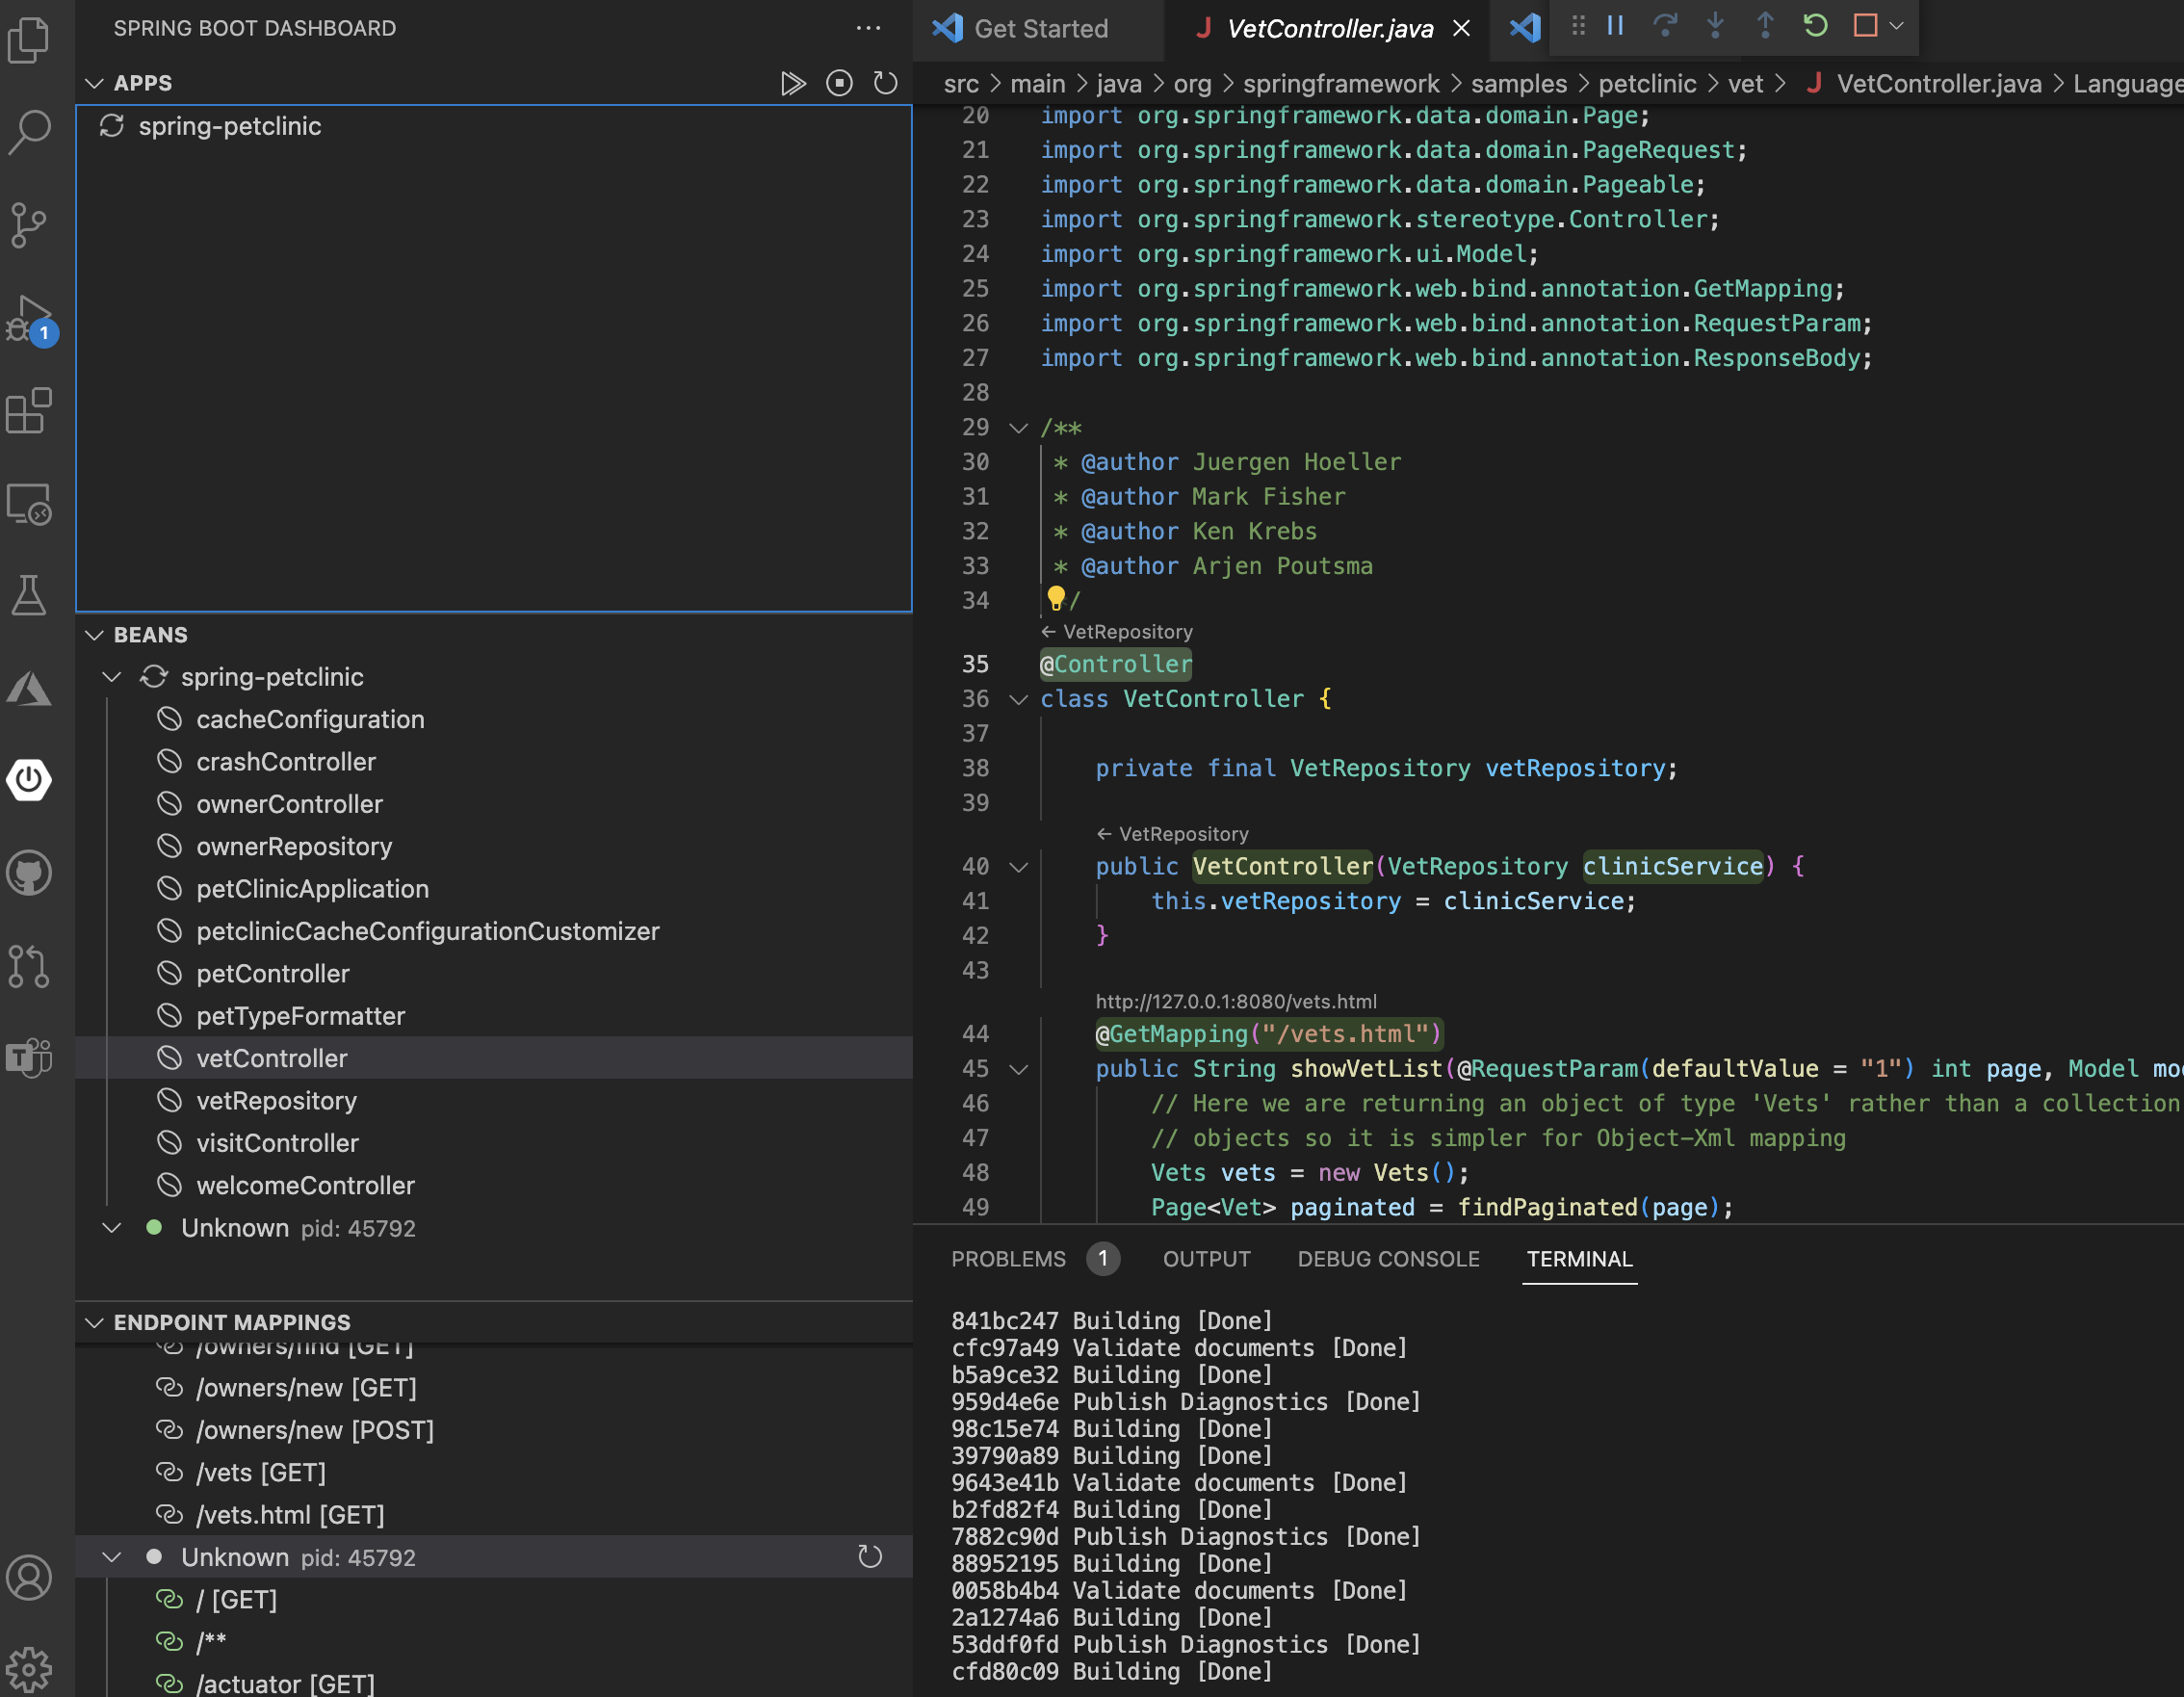 SPRING BOOT DASHBOARD
APPS
spring-petclinic
BEANS
spring-petclinic
cacheConfiguration
crashController
ownerController
ownerRepository
petClinicApplication
petclinicCacheConfigurationCustomizer
petController
petTypeFormatter
vetController
vetRepository
visitController
welcomeController
Unknown pid: 45792
ENDPOINT MAPPINGS
/owners/find [GET]
/owners/new [GET]
/owners/new [POST]
/vets [GET]
/vets.html [GET]
Unknown pid: 45792
/ [GET]
/**
/actuator [GET]
1
T
Get Started
J VetController.java
src > main > java > org > springframework > samples > petclinic > vet > J VetController.java > Language
20 import org.springframework.data.domain.Page;
21 import org.springframework.data.domain.PageRequest;
22 import org.springframework.data.domain.Pageable;
23 import org.springframework.stereotype.Controller;
24 import org.springframework.ui.Model;
25 import org.springframework.web.bind.annotation.GetMapping;
26 import org.springframework.web.bind.annotation.RequestParam;
27 import org.springframework.web.bind.annotation.ResponseBody;
28
29 /**
30 * @author Juergen Hoeller
31 * @author Mark Fisher
32 * @author Ken Krebs
33 * @author Arjen Poutsma
34 /
← VetRepository
35 @Controller
36 class VetController {
37
38 private final VetRepository vetRepository;
39
← VetRepository
40 public VetController(VetRepository clinicService) {
41 this.vetRepository = clinicService;
42 }
43
http://127.0.0.1:8080/vets.html
44 @GetMapping("/vets.html")
45 public String showVetList(@RequestParam(defaultValue = "1") int page, Model mo
46 // Here we are returning an object of type 'Vets' rather than a collection
47 // objects so it is simpler for Object-Xml mapping
48 Vets vets = new Vets();
49 Page<Vet> paginated = findPaginated(page);
PROBLEMS 1 OUTPUT DEBUG CONSOLE TERMINAL
841bc247 Building [Done]
cfc97a49 Validate documents [Done]
b5a9ce32 Building [Done]
959d4e6e Publish Diagnostics [Done]
98c15e74 Building [Done]
39790a89 Building [Done]
9643e41b Validate documents [Done]
b2fd82f4 Building [Done]
7882c90d Publish Diagnostics [Done]
88952195 Building [Done]
0058b4b4 Validate documents [Done]
2a1274a6 Building [Done]
53ddf0fd Publish Diagnostics [Done]
cfd80c09 Building [Done]